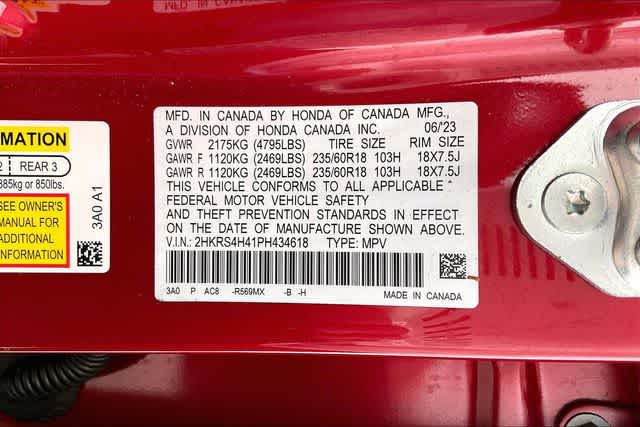 MFD. IN CANADA BY HONDA OF CANADA MFG.,
A DIVISION OF HONDA CANADA INC. 06/'23
GVWR 2175KG (4795LBS) TIRE SIZE RIM SIZE
GAWR F 1120KG (2469LBS) 235/60R18 103H 18X7.5J
GAWR R 1120KG (2469LBS) 235/60R18 103H 18X7.5J
THIS VEHICLE CONFORMS TO ALL APPLICABLE
FEDERAL MOTOR VEHICLE SAFETY
AND THEFT PREVENTION STANDARDS IN EFFECT
ON THE DATE OF MANUFACTURE SHOWN ABOVE.
V.I.N.: 2HKRS4H41PH434618 TYPE: MPV
3A0 P AC8 -R569MX -B -H MADE IN CANADA
RMATION
2 REAR 3
385kg or 850lbs.
SEE OWNER'S
MANUAL FOR
ADDITIONAL
INFORMATION
3A0 A1